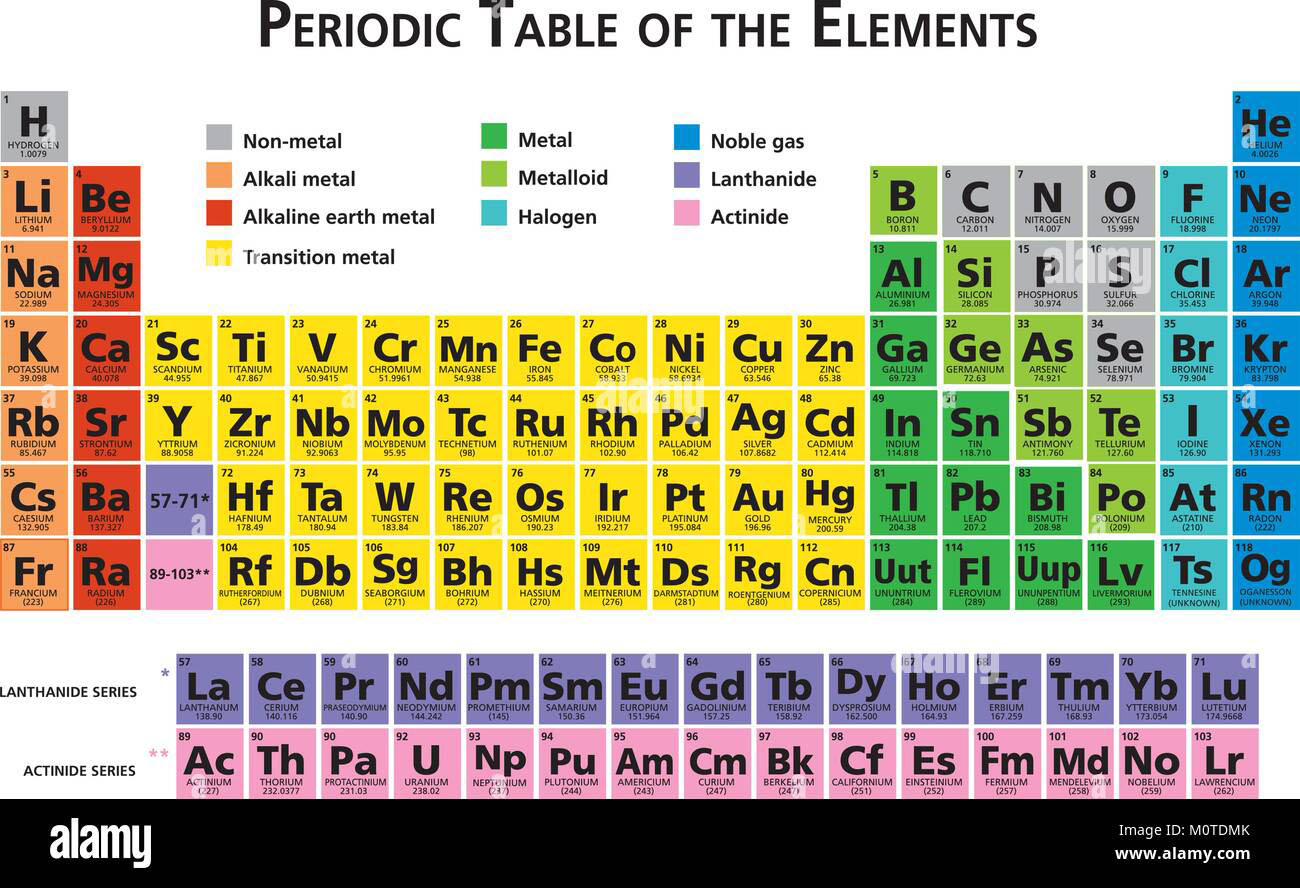 PERIODIC TABLE OF THE ELEMENTS
Non-metal
Alkali metal
Alkaline earth metal
Transition metal
Metal
Metalloid
Halogen
Noble gas
Lanthanide
Actinide
1
H
HYDROGEN
1.0079
2
He
HELIUM
4.0026
3
Li
LITHIUM
6.941
4
Be
BERYLLIUM
9.0122
5
B
BORON
10.811
6
C
CARBON
12.011
7
N
NITROGEN
14.007
8
O
OXYGEN
15.999
9
F
FLUORINE
18.998
10
Ne
NEON
20.1797
11
Na
SODIUM
22.989
12
Mg
MAGNESIUM
24.305
13
Al
ALUMINIUM
26.981
14
Si
SILICON
28.085
15
P
PHOSPHORUS
30.974
16
S
SULFUR
32.066
17
Cl
CHLORINE
35.453
18
Ar
ARGON
39.948
19
K
POTASSIUM
39.098
20
Ca
CALCIUM
40.078
21
Sc
SCANDIUM
44.955
22
Ti
TITANIUM
47.867
23
V
VANADIUM
50.9415
24
Cr
CHROMIUM
51.9961
25
Mn
MANGANESE
54.938
26
Fe
IRON
55.845
27
Co
COBALT
58.933
28
Ni
NICKEL
58.6934
29
Cu
COPPER
63.546
30
Zn
ZINC
65.38
31
Ga
GALLIUM
69.723
32
Ge
GERMANIUM
72.63
33
As
ARSENIC
74.921
34
Se
SELENIUM
78.971
35
Br
BROMINE
79.904
36
Kr
KRYPTON
83.798
37
Rb
RUBIDIUM
85.467
38
Sr
STRONTIUM
87.62
39
Y
YTTRIUM
88.9058
40
Zr
ZICRONIUM
91.224
41
Nb
NIOBIUM
92.9063
42
Mo
MOLYBDENUM
95.95
43
Tc
TECHNETIUM
(98)
44
Ru
RUTHENIUM
101.07
45
Rh
RHODIUM
102.90
46
Pd
PALLADIUM
106.42
47
Ag
SILVER
107.8682
48
Cd
CADMIUM
112.414
49
In
INDIUM
114.818
50
Sn
TIN
118.710
51
Sb
ANTIMONY
121.760
52
Te
TELLURIUM
127.60
53
I
IODINE
126.90
54
Xe
XENON
131.293
55
Cs
CAESIUM
132.905
56
Ba
BARIUM
137.327
57-71*
72
Hf
HAFNIUM
178.49
73
Ta
TANTALUM
180.94
74
W
TUNGSTEN
183.84
75
Re
RHENIUM
186.207
76
Os
OSMIUM
190.23
77
Ir
IRIDIUM
192.217
78
Pt
PLATINUM
195.084
79
Au
GOLD
196.96
80
Hg
MERCURY
200.59
81
Tl
THALLIUM
204.38
82
Pb
LEAD
207.2
83
Bi
BISMUTH
208.98
84
Po
POLONIUM
(209)
85
At
ASTATINE
(210)
86
Rn
RADON
(222)
87
Fr
FRANCIUM
(223)
88
Ra
RADIUM
(226)
89-103**
104
Rf
RUTHERFORDIUM
(267)
105
Db
DUBNIUM
(268)
106
Sg
SEABORGIUM
(271)
107
Bh
BOHRIUM
(272)
108
Hs
HASSIUM
(270)
109
Mt
MEITNERIUM
(276)
110
Ds
DARMSTADTIUM
(281)
111
Rg
ROENTGENIUM
(280)
112
Cn
COPERNICIUM
(285)
113
Uut
UNUNTRIUM
(284)
114
Fl
FLEROVIUM
(289)
115
Uup
UNUNPENTIUM
(288)
116
Lv
LIVERMORIUM
(293)
117
Ts
TENNESINE
(UNKNOWN)
118
Og
OGANESSON
(UNKNOWN)
LANTHANIDE SERIES
*
57
La
LANTHANUM
138.90
58
Ce
CERIUM
140.116
59
Pr
PRASEODYMIUM
140.90
60
Nd
NEODYMIUM
144.242
61
Pm
PROMETHIUM
(145)
62
Sm
SAMARIUM
150.36
63
Eu
EUROPIUM
151.964
64
Gd
GADOLINIUM
157.25
65
Tb
TERIBIUM
158.92
66
Dy
DYSPROSIUM
162.500
67
Ho
HOLMIUM
164.93
68
Er
ERBIUM
167.259
69
Tm
THULIUM
168.93
70
Yb
YTTERBIUM
173.054
71
Lu
LUTETIUM
174.9668
ACTINIDE SERIES
**
89
Ac
ACTINIUM
(227)
90
Th
THORIUM
232.0377
90
Pa
PROTACTINIUM
231.03
92
U
URANIUM
238.02
93
Np
NEPTONIUM
(237)
94
Pu
PLUTONIUM
(244)
95
Am
AMERICIUM
(243)
96
Cm
CURIUM
(247)
97
Bk
BERKELIUM
(247)
98
Cf
CALIFORNIUM
(251)
99
Es
EINSTENIUM
(252)
100
Fm
FERMIUM
(257)
101
Md
MENDELEVIUM
(258)
102
No
NOBELIUM
(259)
103
Lr
LAWRENCIUM
(262)
alamy
alamy
Image ID: M0TDMK
www.alamy.com